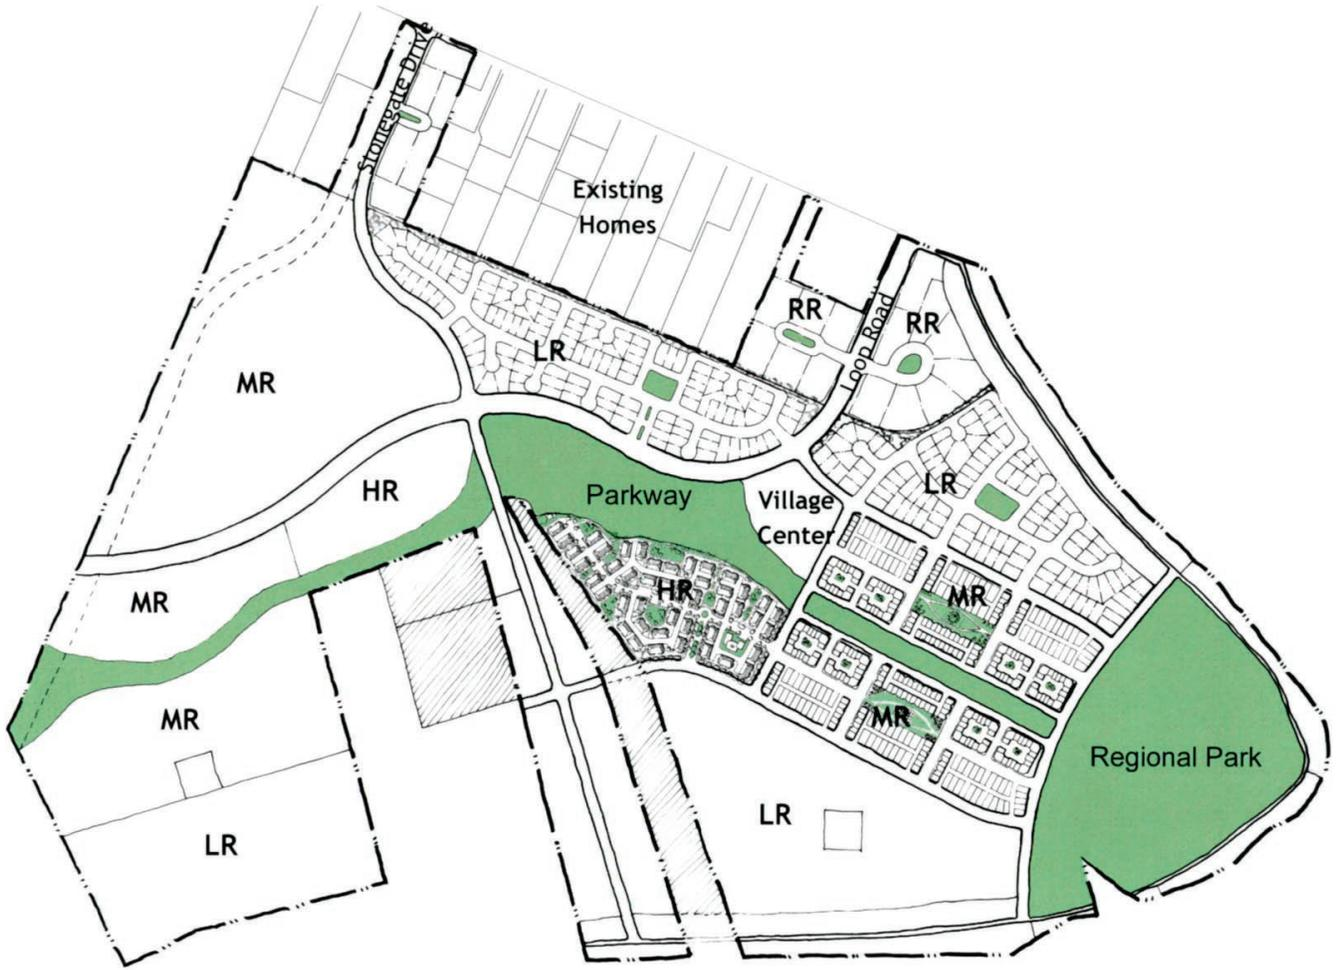 Stonegate Drive
Existing
Homes
RR
RR
Loop Road
LR
MR
LR
HR
Parkway
Village
Center
HR
MR
MR
MR
MR
Regional Park
LR
LR